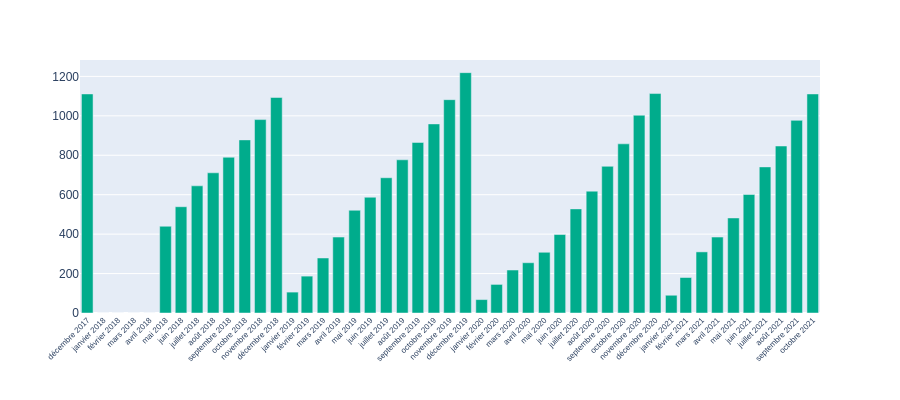 1200
1000
800
600
400
200
0
décembre 2017
janvier 2018
février 2018
mars 2018
avril 2018
mai 2018
juin 2018
juillet 2018
août 2018
septembre 2018
octobre 2018
novembre 2018
décembre 2018
janvier 2019
février 2019
mars 2019
avril 2019
mai 2019
juin 2019
juillet 2019
août 2019
septembre 2019
octobre 2019
novembre 2019
décembre 2019
janvier 2020
février 2020
mars 2020
avril 2020
mai 2020
juin 2020
juillet 2020
août 2020
septembre 2020
octobre 2020
novembre 2020
décembre 2020
janvier 2021
février 2021
mars 2021
avril 2021
mai 2021
juin 2021
juillet 2021
août 2021
septembre 2021
octobre 2021